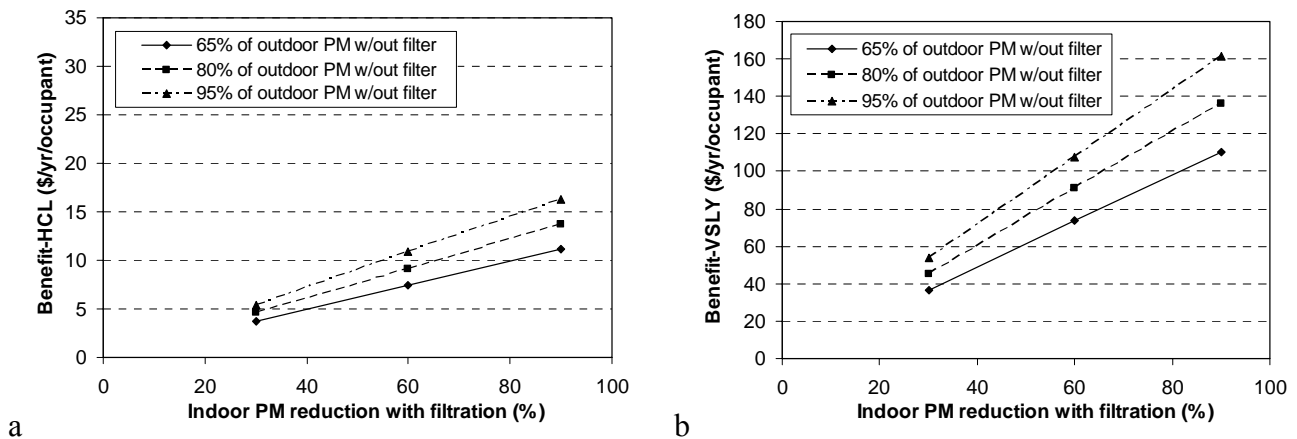 35
30
25
20
15
10
5
0
Benefit-HCL ($/yr/occupant)
65% of outdoor PM w/out filter
80% of outdoor PM w/out filter
95% of outdoor PM w/out filter
0 20 40 60 80 100
Indoor PM reduction with filtration (%)
a
180
160
140
120
100
80
60
40
20
0
Benefit-VSLY ($/yr/occupant)
65% of outdoor PM w/out filter
80% of outdoor PM w/out filter
95% of outdoor PM w/out filter
0 20 40 60 80 100
Indoor PM reduction with filtration (%)
b